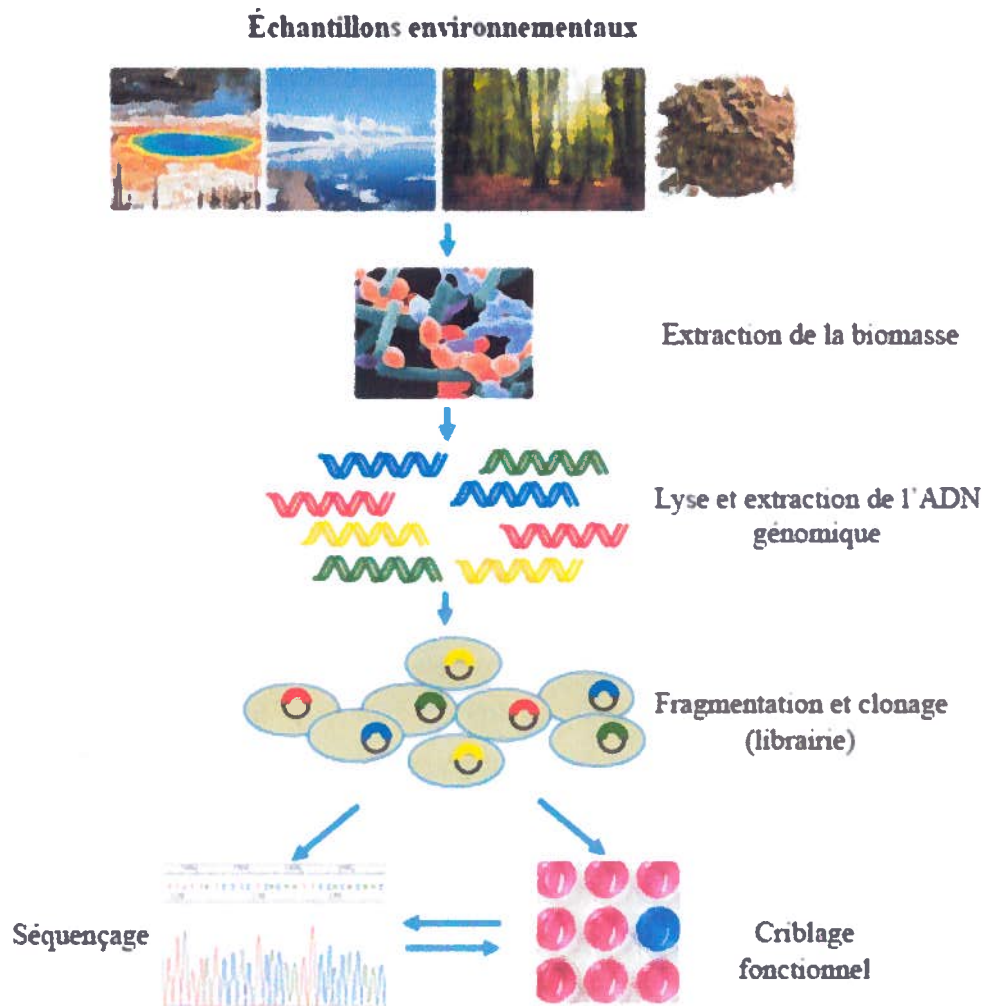 Échantillons environnementaux
Extraction de la biomasse
Lyse et extraction de l'ADN
génomique
Fragmentation et clonage
(librairie)
Séquençage
Criblage
fonctionnel